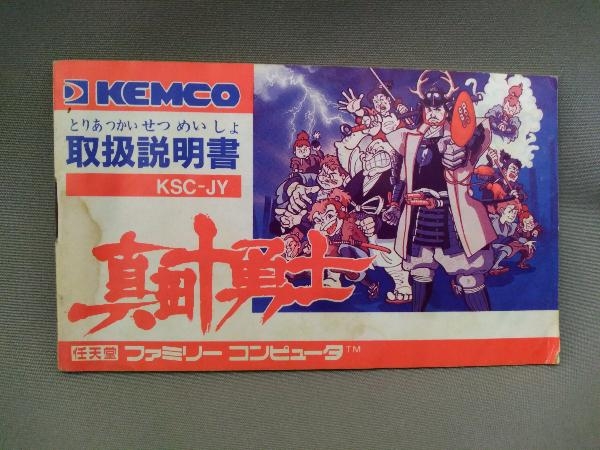 KEMCO
とりあつかいせつめいしょ
取扱説明書
KSC-JY
真田十勇士
任天堂 ファミリーコンピュータ™